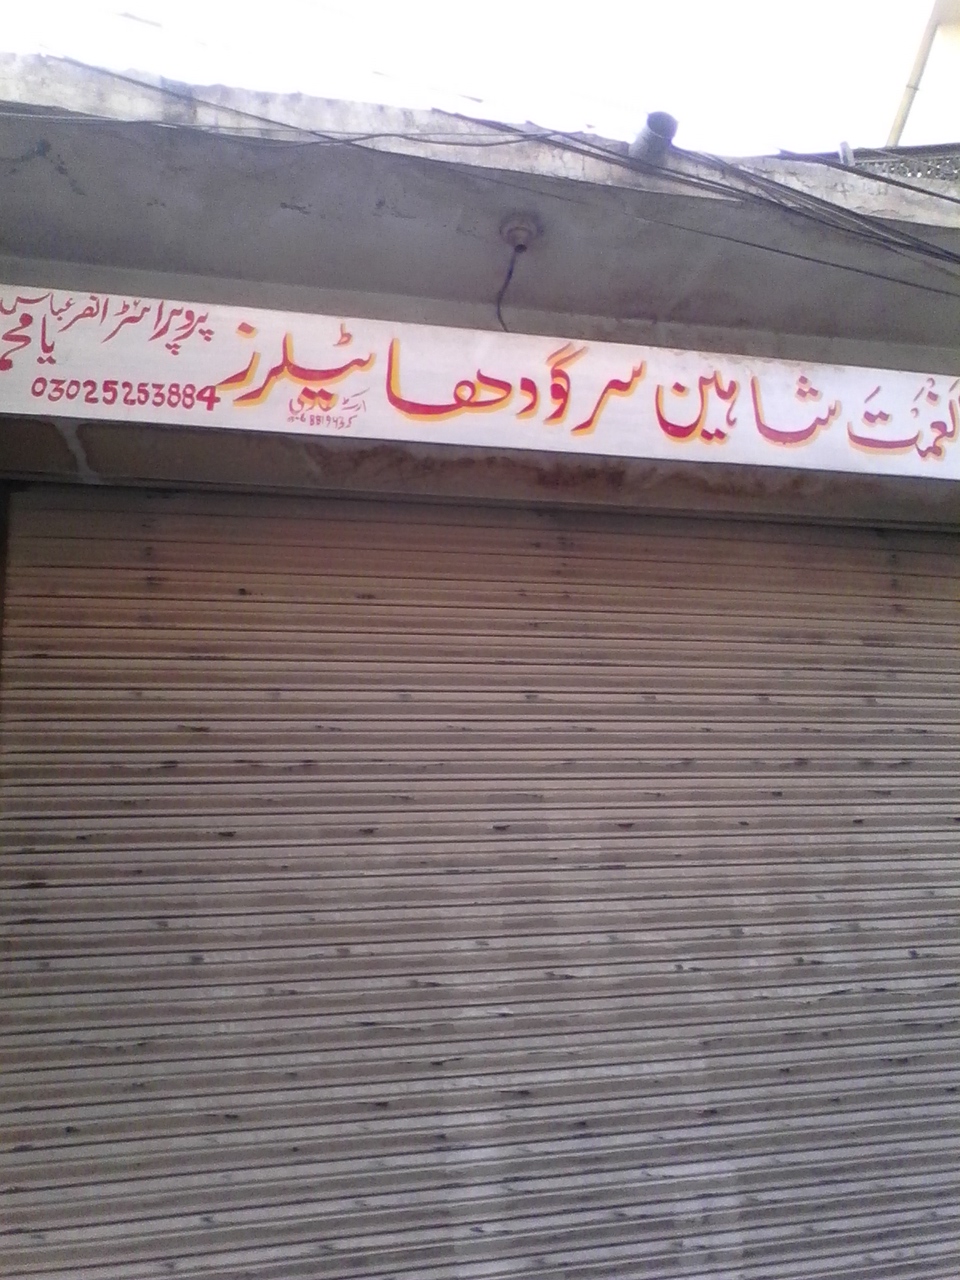 نعمت شاہین سرگودھا ٹیلرز
پروپرائٹر انصر عباس
یا محمد
03025253884